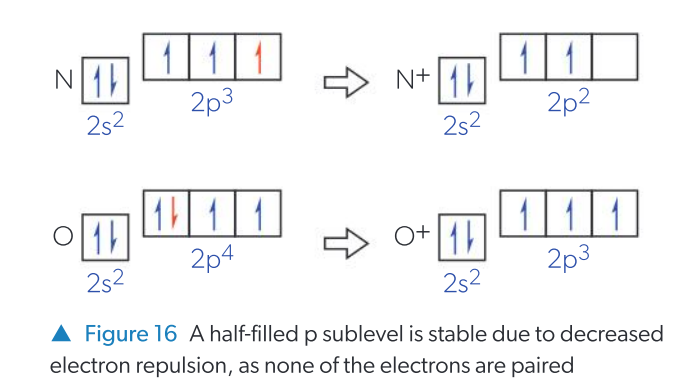 N 2s² 2p³ N+ 2s² 2p²
O 2s² 2p⁴ O+ 2s² 2p³
▲ Figure 16 A half-filled p sublevel is stable due to decreased
electron repulsion, as none of the electrons are paired